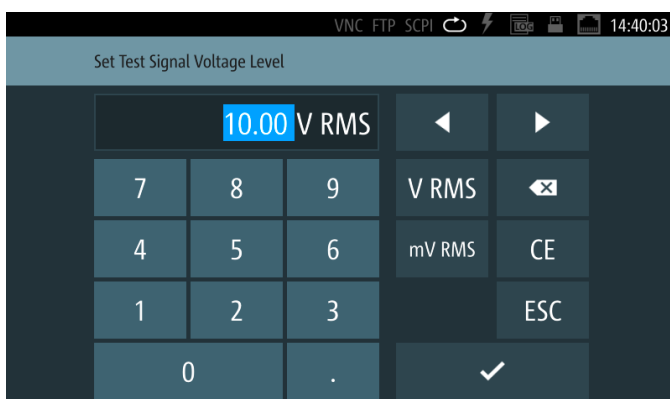 VNC FTP SCPI LOG 14:40:03
Set Test Signal Voltage Level
10.00 V RMS
7 8 9 V RMS
4 5 6 mV RMS CE
1 2 3 ESC
0 .